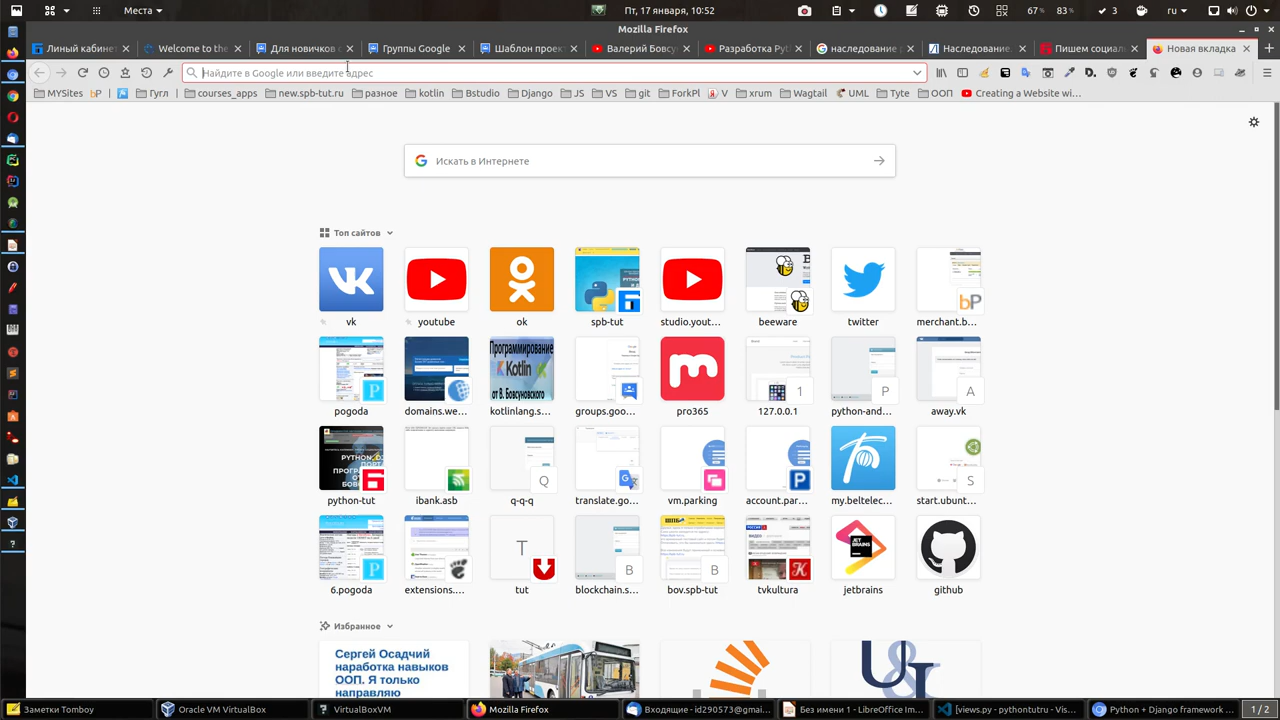 Места
Пт, 17 января, 10:52
67%
83%
ru
Mozilla Firefox
Линый кабинет
Welcome to the
Для новичков с
Группы Google
Шаблон проек
Валерий Бовсу
Разработка Pyt
наследование р
Наследование.
Пишем социаль
Новая вкладка
Найдите в Google или введите адрес
MYSites
bP
Гугл
courses_apps
new.spb-tut.ru
разное
kotlin
Bstudio
Django
JS
VS
git
ForkPl
V
xrum
Wagtail
UML
Tyte
ООП
Creating a Website wi...
Искать в Интернете
Топ сайтов
vk
youtube
ok
spb-tut
studio.yout...
beeware
twitter
merchant.b...
pogoda
domains.we...
kotlinlang.s...
groups.goo...
pro365
127.0.0.1
python-and...
away.vk
python-tut
ibank.asb
q-q-q
translate.go...
vm.parking
account.par...
my.beltelec...
start.ubunt...
6.pogoda
extensions....
tut
blockchain.s...
bov.spb-tut
tvkultura
jetbrains
github
Избранное
Сергей Осадчий
наработка навыков
ООП. Я только
направляю
Заметки Tomboy
Oracle VM VirtualBox
VirtualBoxVM
Mozilla Firefox
Входящие - id290573@gmai...
Без имени 1 - LibreOffice ...
[views.py - pythontutru - Vis...
Python + Django framework ...
1 / 2